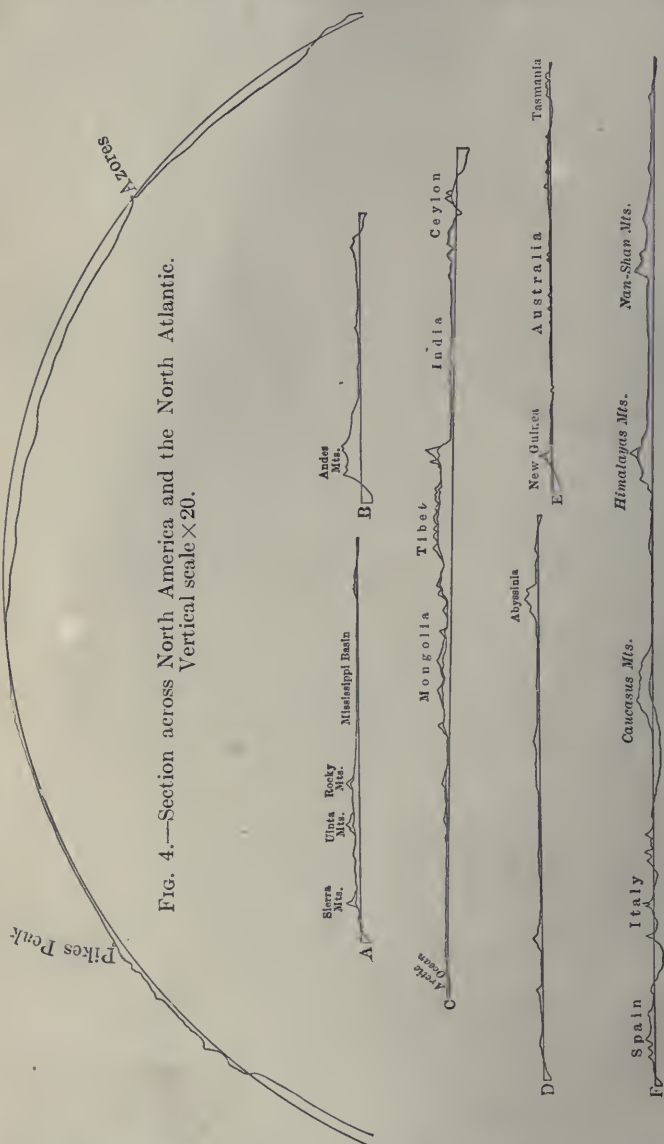 Pikes Peak
Azores
FIG. 4.—Section across North America and the North Atlantic.
Vertical scale × 20.
Sierra
Mts.
Uinta
Mts.
Rocky
Mts.
Mississippi Basin
A
Andes
Mts.
B
Arctic
Ocean
Mongolia
Tibet
India
Ceylon
C
Abyssinia
D
New Guinea
Australia
Tasmania
E
Spain
Italy
Caucasus Mts.
Himalayas Mts.
Nan-Shan Mts.
F